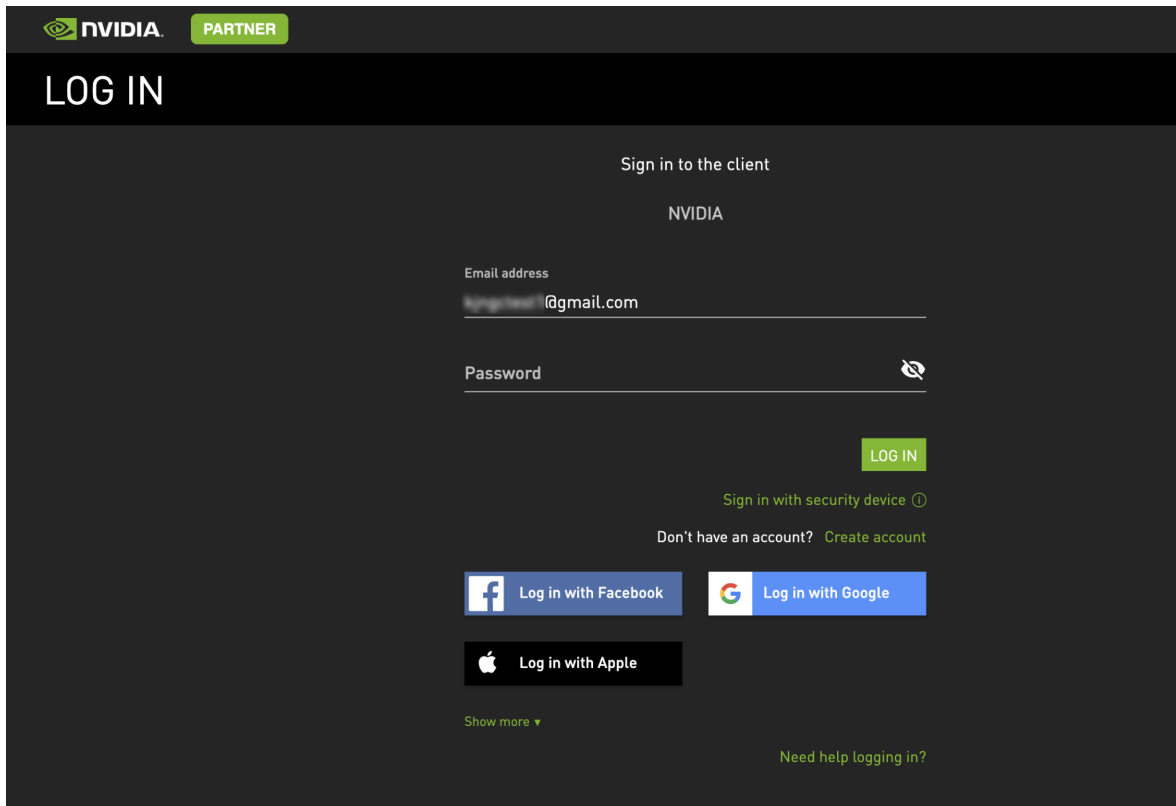 NVIDIA. PARTNER
LOG IN
Sign in to the client
NVIDIA
Email address
@gmail.com
Password
LOG IN
Sign in with security device
Don't have an account? Create account
Log in with Facebook
Log in with Google
Log in with Apple
Show more ▾
Need help logging in?